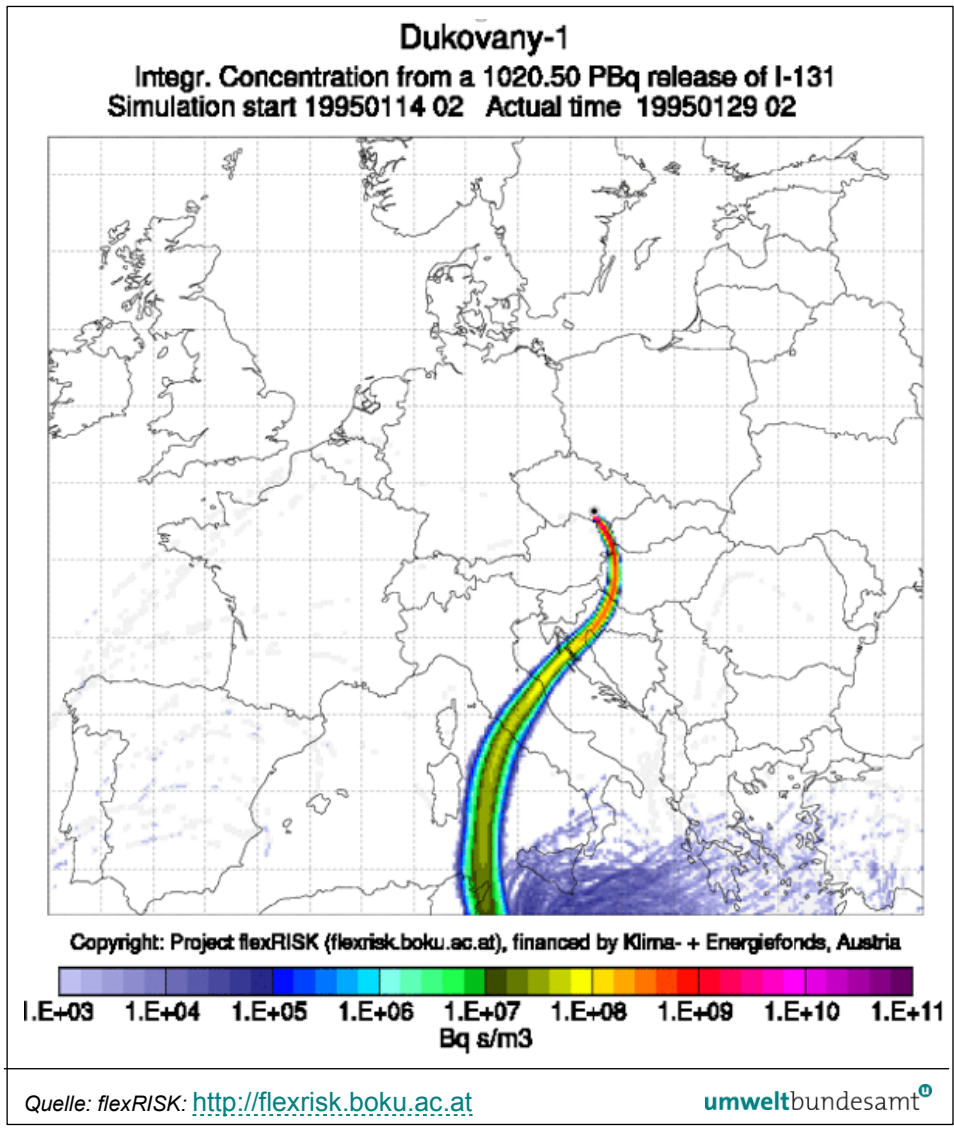 Dukovany-1
Integr. Concentration from a 1020.50 PBq release of I-131
Simulation start 19950114 02 Actual time 19950129 02
Copyright: Project flexRISK (flexrisk.boku.ac.at), financed by Klima- + Energiefonds, Austria
1.E+03 1.E+04 1.E+05 1.E+06 1.E+07 1.E+08 1.E+09 1.E+10 1.E+11
Bq s/m3
Quelle: flexRISK: http://flexrisk.boku.ac.at
umweltbundesamt u